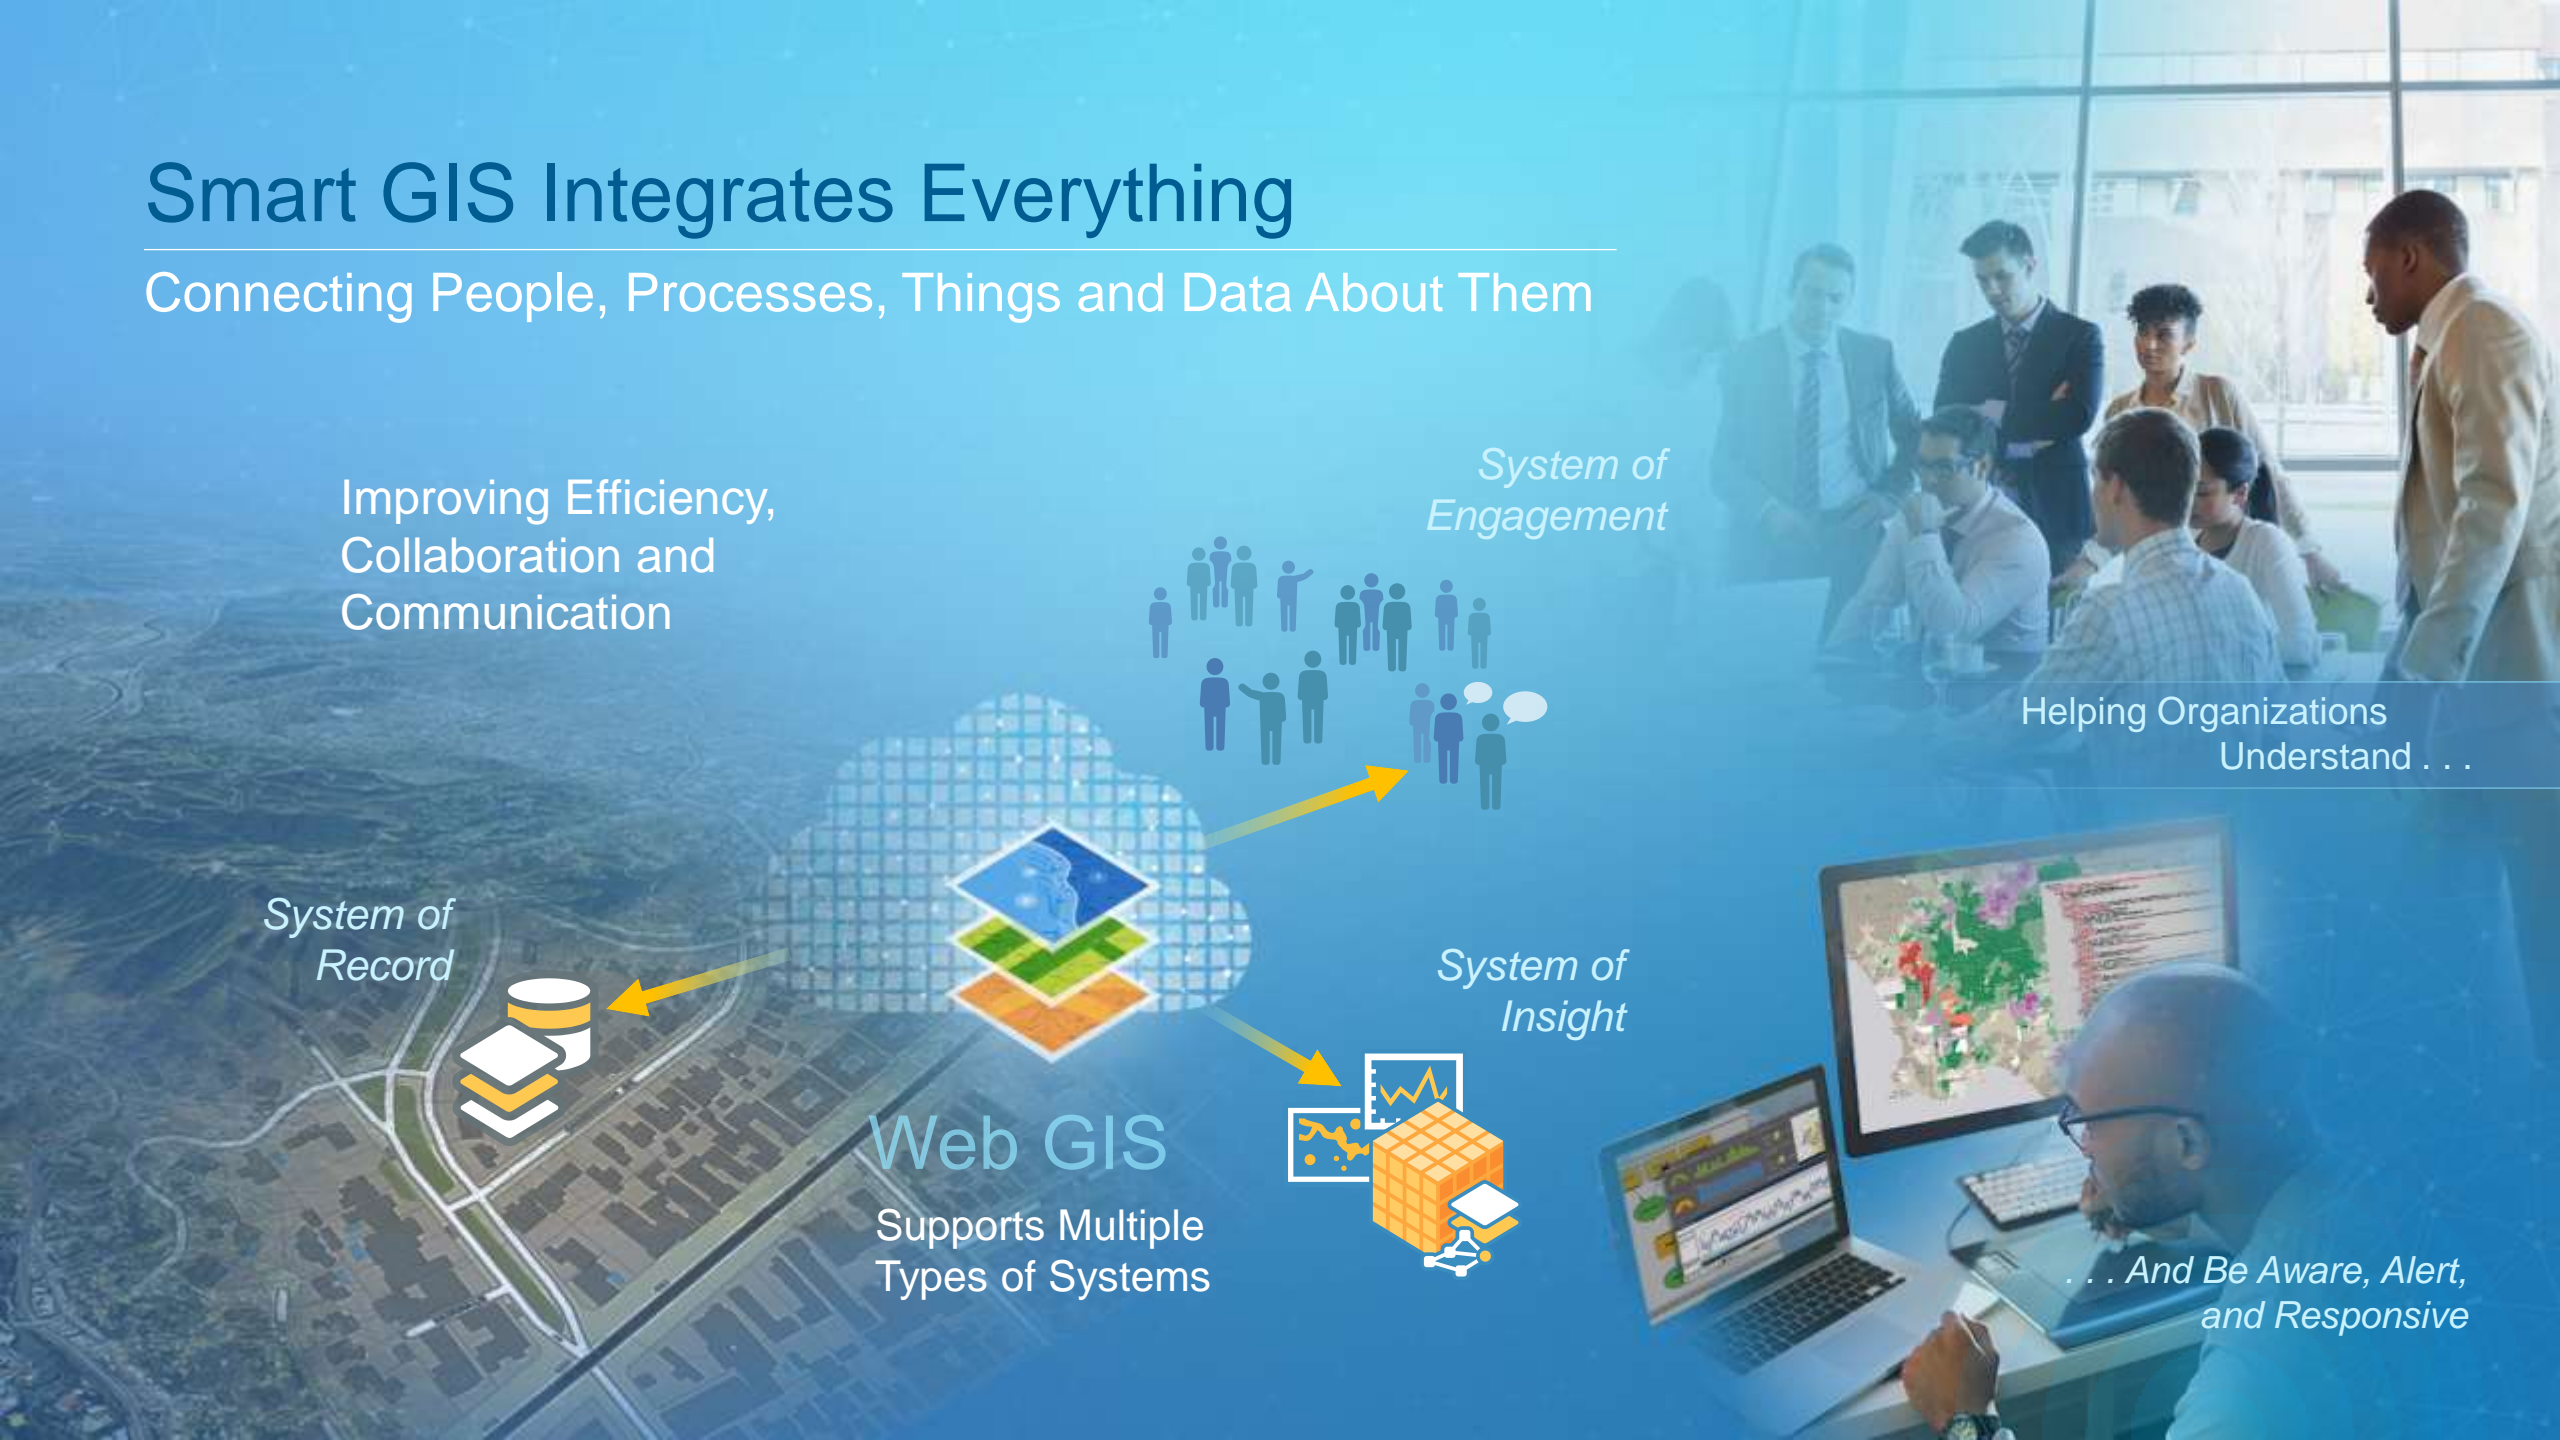 Smart GIS Integrates Everything
Connecting People, Processes, Things and Data About Them
Improving Efficiency,
Collaboration and
Communication
System of
Engagement
Helping Organizations
Understand . . .
System of
Record
System of
Insight
Web GIS
Supports Multiple
Types of Systems
. . . And Be Aware, Alert,
and Responsive